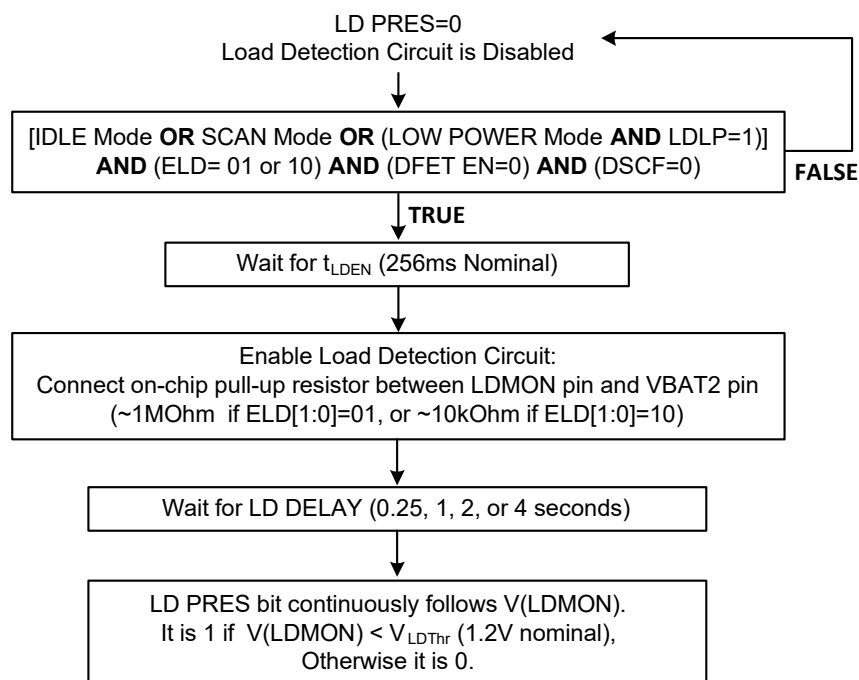 LD PRES=0
Load Detection Circuit is Disabled
[IDLE Mode OR SCAN Mode OR (LOW POWER Mode AND LDLP=1)]
AND (ELD= 01 or 10) AND (DFET EN=0) AND (DSCF=0)
FALSE
TRUE
Wait for tLDEN (256ms Nominal)
Enable Load Detection Circuit:
Connect on-chip pull-up resistor between LDMON pin and VBAT2 pin
(~1MOhm if ELD[1:0]=01, or ~10kOhm if ELD[1:0]=10)
Wait for LD DELAY (0.25, 1, 2, or 4 seconds)
LD PRES bit continuously follows V(LDMON).
It is 1 if V(LDMON) < VLDThr (1.2V nominal),
Otherwise it is 0.